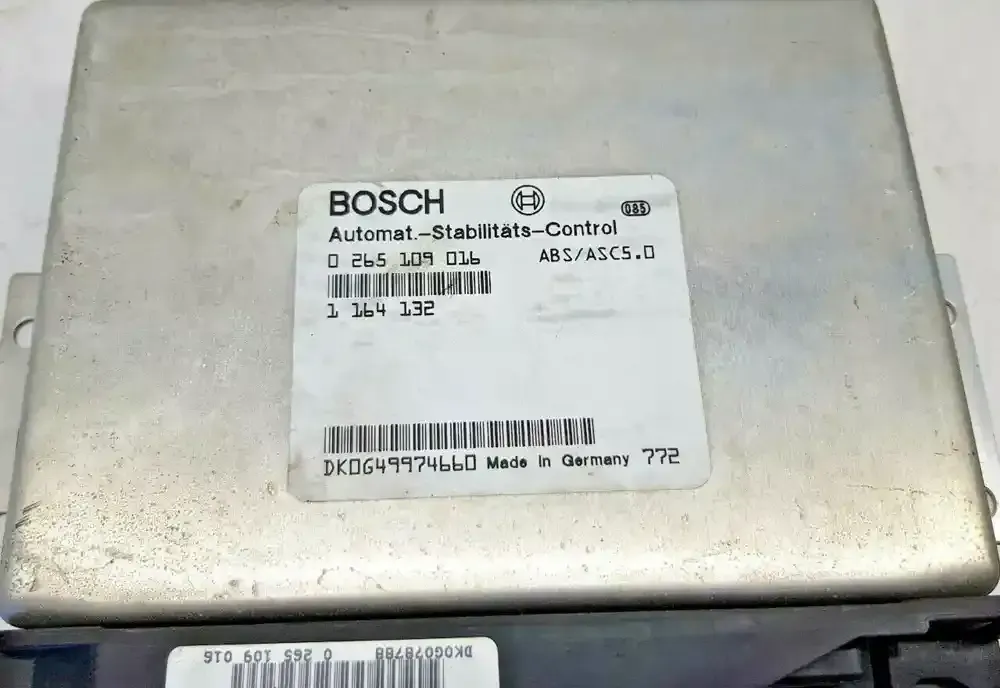 BOSCH
085
Automat.-Stabilitäts-Control
0 265 109 016 ABS/ASC5.0
1 164 132
DK0G49974660 Made in Germany 772
DK0G078788 0 265 109 016